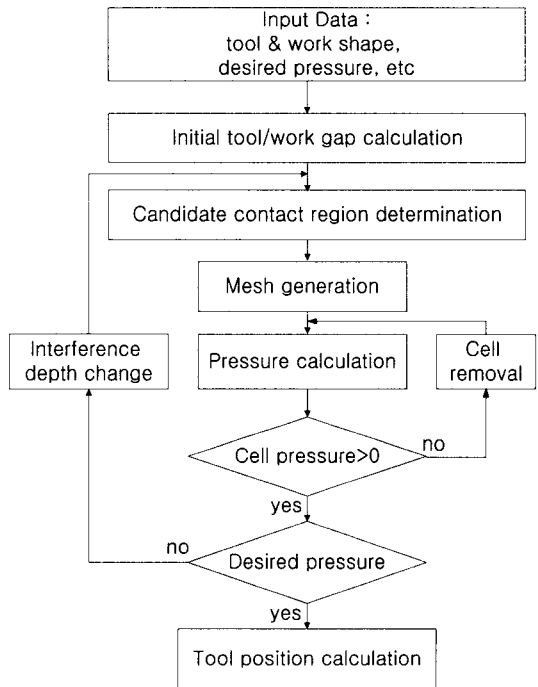 Input Data :
tool & work shape,
desired pressure, etc
Initial tool/work gap calculation
Candidate contact region determination
Mesh generation
Interference
depth change
Pressure calculation
Cell
removal
Cell pressure>0
no
yes
no
Desired pressure
yes
Tool position calculation